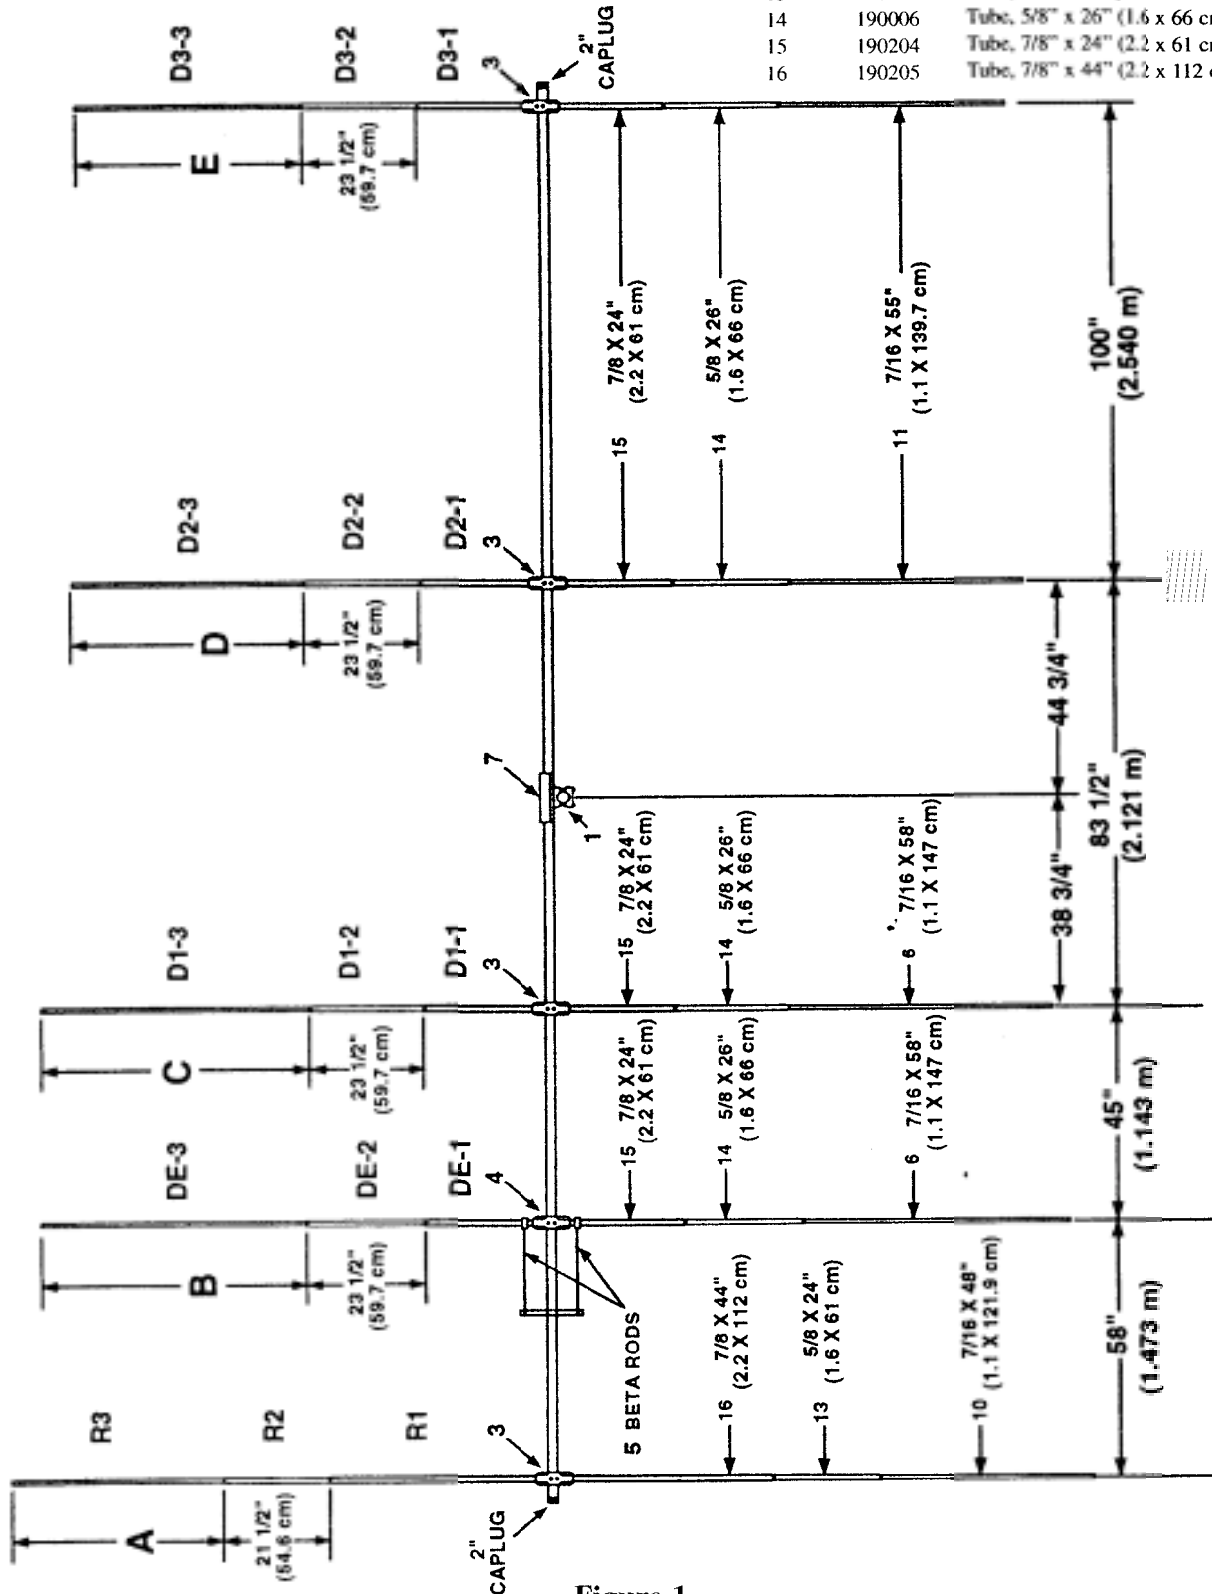 14 190006 Tube, 5/8" x 26" (1.6 x 66 cm
15 190204 Tube, 7/8" x 24" (2.2 x 61 cm
16 190205 Tube, 7/8" x 44" (2.2 x 112
D3-3
D3-2
D3-1
3
2"
CAPLUG
E
23 1/2"
(59.7 cm)
7/8 X 24"
(2.2 X 61 cm)
5/8 X 26"
(1.6 X 66 cm)
7/16 X 55"
(1.1 X 139.7 cm)
15
14
11
100"
(2.540 m)
D2-3
D2-2
D2-1
3
D
23 1/2"
(59.7 cm)
7
1
44 3/4"
83 1/2"
(2.121 m)
38 3/4"
15 7/8 X 24"
(2.2 X 61 cm)
14 5/8 X 26"
(1.6 X 66 cm)
6 7/16 X 58"
(1.1 X 147 cm)
D1-3
D1-2
D1-1
3
C
23 1/2"
(59.7 cm)
15 7/8 X 24"
(2.2 X 61 cm)
14 5/8 X 26"
(1.6 X 66 cm)
6 7/16 X 58"
(1.1 X 147 cm)
45"
(1.143 m)
DE-3
DE-2
DE-1
4
B
23 1/2"
(59.7 cm)
5 BETA RODS
16 7/8 X 44"
(2.2 X 112 cm)
13 5/8 X 24"
(1.6 X 61 cm)
10 7/16 X 48"
(1.1 X 121.9 cm)
58"
(1.473 m)
R3
R2
R1
3
A
21 1/2"
(54.6 cm)
2"
CAPLUG
Figure 1